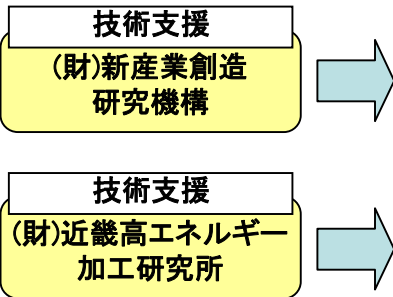 技術支援
(財)新産業創造
研究機構
技術支援
(財)近畿高エネルギー
加工研究所